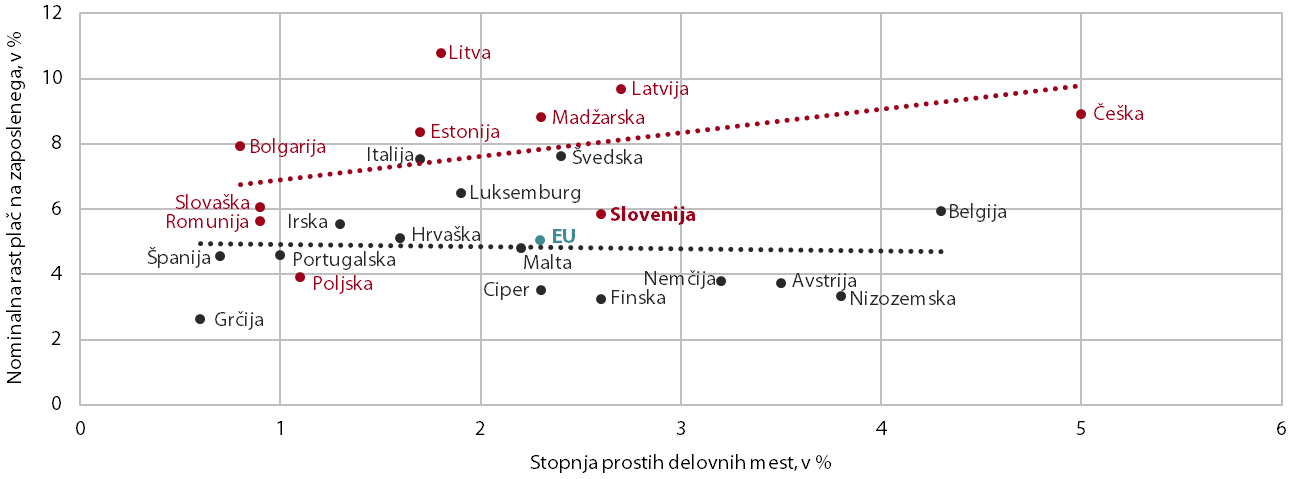 Nominalna rast plač na zaposlenega, v %
12
10
8
6
4
2
0
Litva
Latvija
Češka
Madžarska
Estonija
Bolgarija
Italija
Švedska
Luksemburg
Slovaška
Romunija
Irska
Slovenija
Belgija
Hrvaška
EU
Španija
Portugalska
Malta
Poljska
Ciper
Nemčija
Avstrija
Finska
Nizozemska
Grčija
0 1 2 3 4 5 6
Stopnja prostih delovnih mest, v %